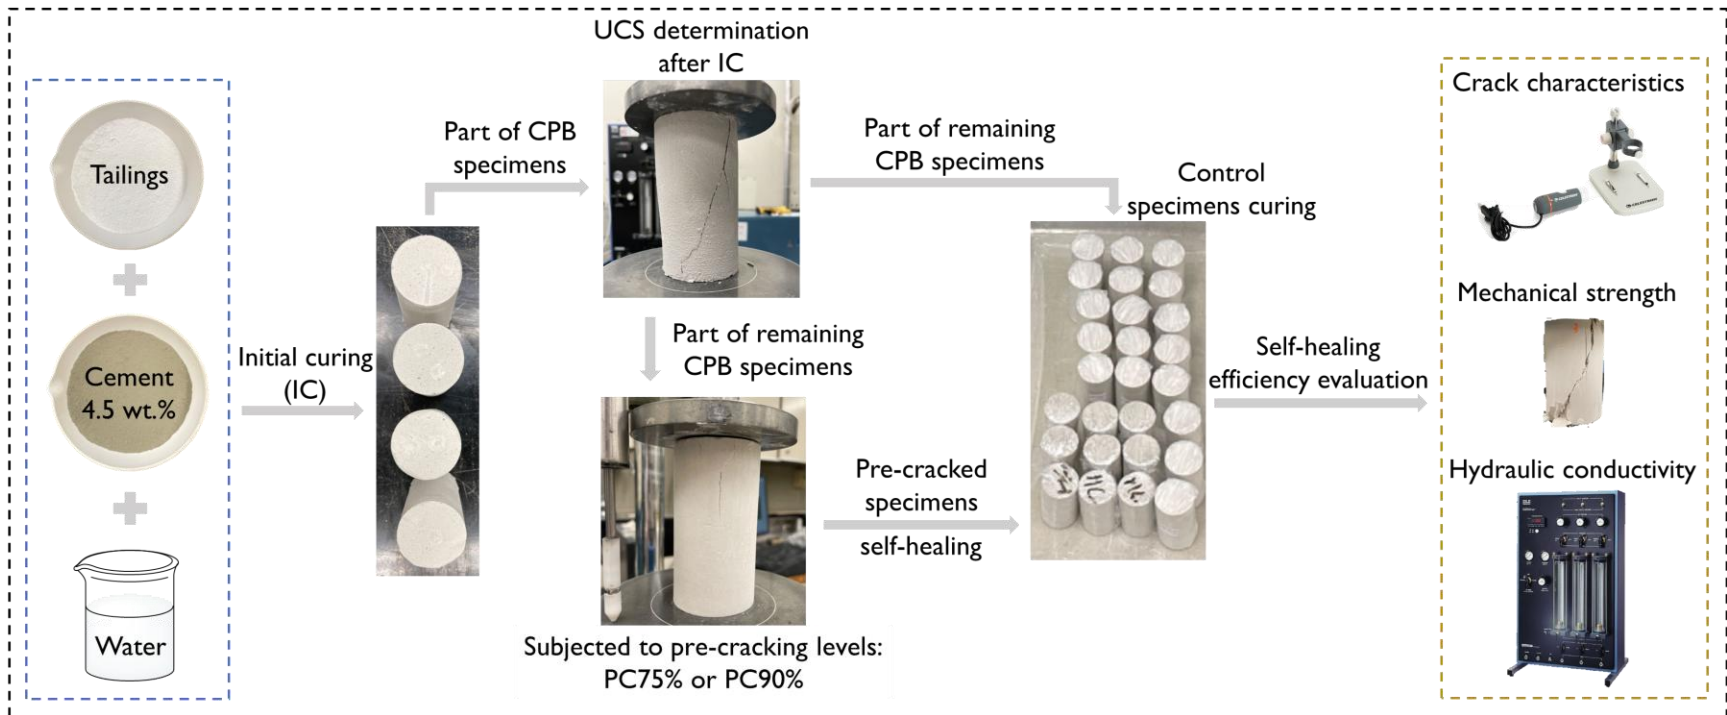 Tailings
Cement
4.5 wt.%
Water
Initial curing
(IC)
Part of CPB
specimens
UCS determination
after IC
Part of remaining
CPB specimens
Subjected to pre-cracking levels:
PC75% or PC90%
Part of remaining
CPB specimens
Pre-cracked
specimens
self-healing
Control
specimens curing
Self-healing
efficiency evaluation
Crack characteristics
Mechanical strength
Hydraulic conductivity